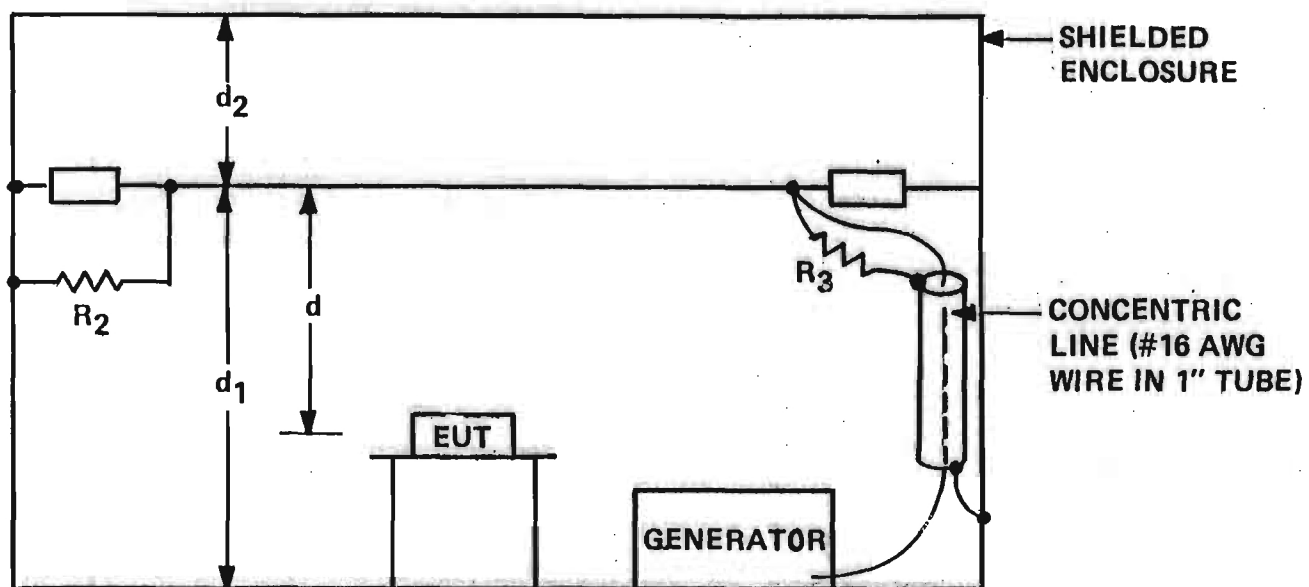 SHIELDED
ENCLOSURE
d2
R2
R3
d
d1
CONCENTRIC
LINE (#16 AWG
WIRE IN 1" TUBE)
EUT
GENERATOR